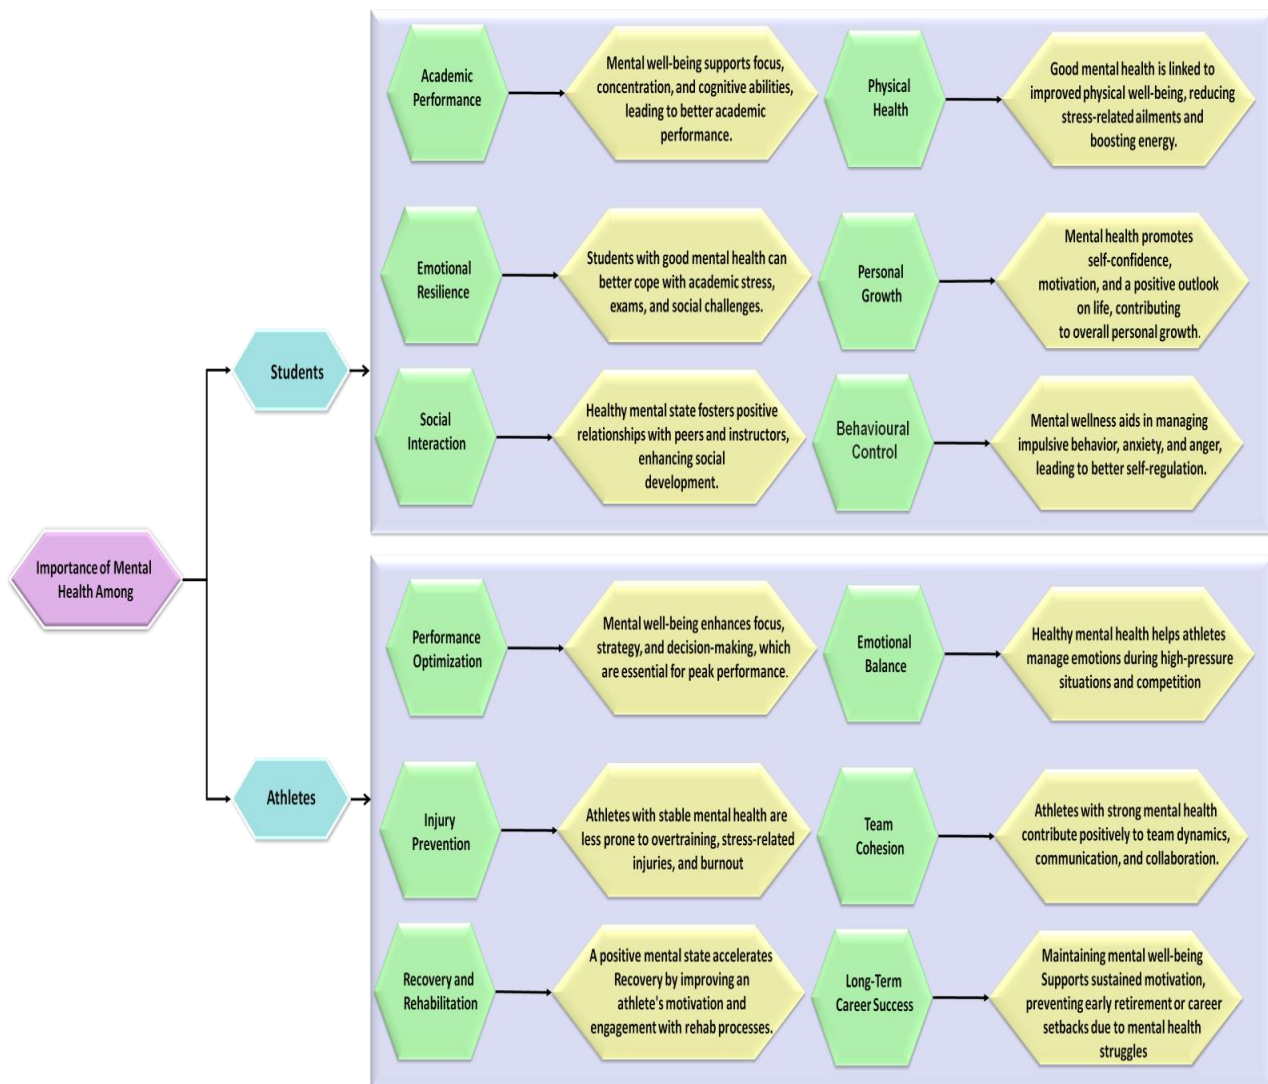 Importance of Mental
Health Among
Students
Academic
Performance
Mental well-being supports focus,
concentration, and cognitive abilities,
leading to better academic
performance.
Physical
Health
Good mental health is linked to
improved physical well-being, reducing
stress-related ailments and
boosting energy.
Emotional
Resilience
Students with good mental health can
better cope with academic stress,
exams, and social challenges.
Personal
Growth
Mental health promotes
self-confidence,
motivation, and a positive outlook
on life, contributing
to overall personal growth.
Social
Interaction
Healthy mental state fosters positive
relationships with peers and instructors,
enhancing social
development.
Behavioural
Control
Mental wellness aids in managing
impulsive behavior, anxiety, and anger,
leading to better self-regulation.
Athletes
Performance
Optimization
Mental well-being enhances focus,
strategy, and decision-making, which
are essential for peak performance.
Emotional
Balance
Healthy mental health helps athletes
manage emotions during high-pressure
situations and competition
Injury
Prevention
Athletes with stable mental health are
less prone to overtraining, stress-related
injuries, and burnout
Team
Cohesion
Athletes with strong mental health
contribute positively to team dynamics,
communication, and collaboration.
Recovery and
Rehabilitation
A positive mental state accelerates
Recovery by improving an
athlete's motivation and
engagement with rehab processes.
Long-Term
Career Success
Maintaining mental well-being
Supports sustained motivation,
preventing early retirement or career
setbacks due to mental health
struggles